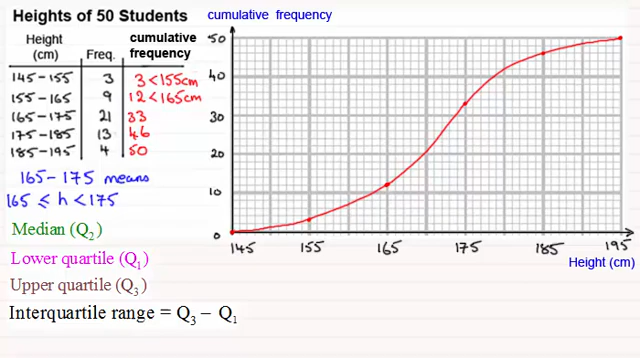 Heights of 50 Students
cumulative frequency
Height (cm) Freq. cumulative frequency
145-155 3 3 < 155cm
155-165 9 12 < 165cm
165-175 21 33
175-185 13 46
185-195 4 50
165-175 means
165 ≤ h < 175
Median (Q₂)
Lower quartile (Q₁)
Upper quartile (Q₃)
Interquartile range = Q₃ − Q₁
50
40
30
20
10
0
145 155 165 175 185 195
Height (cm)